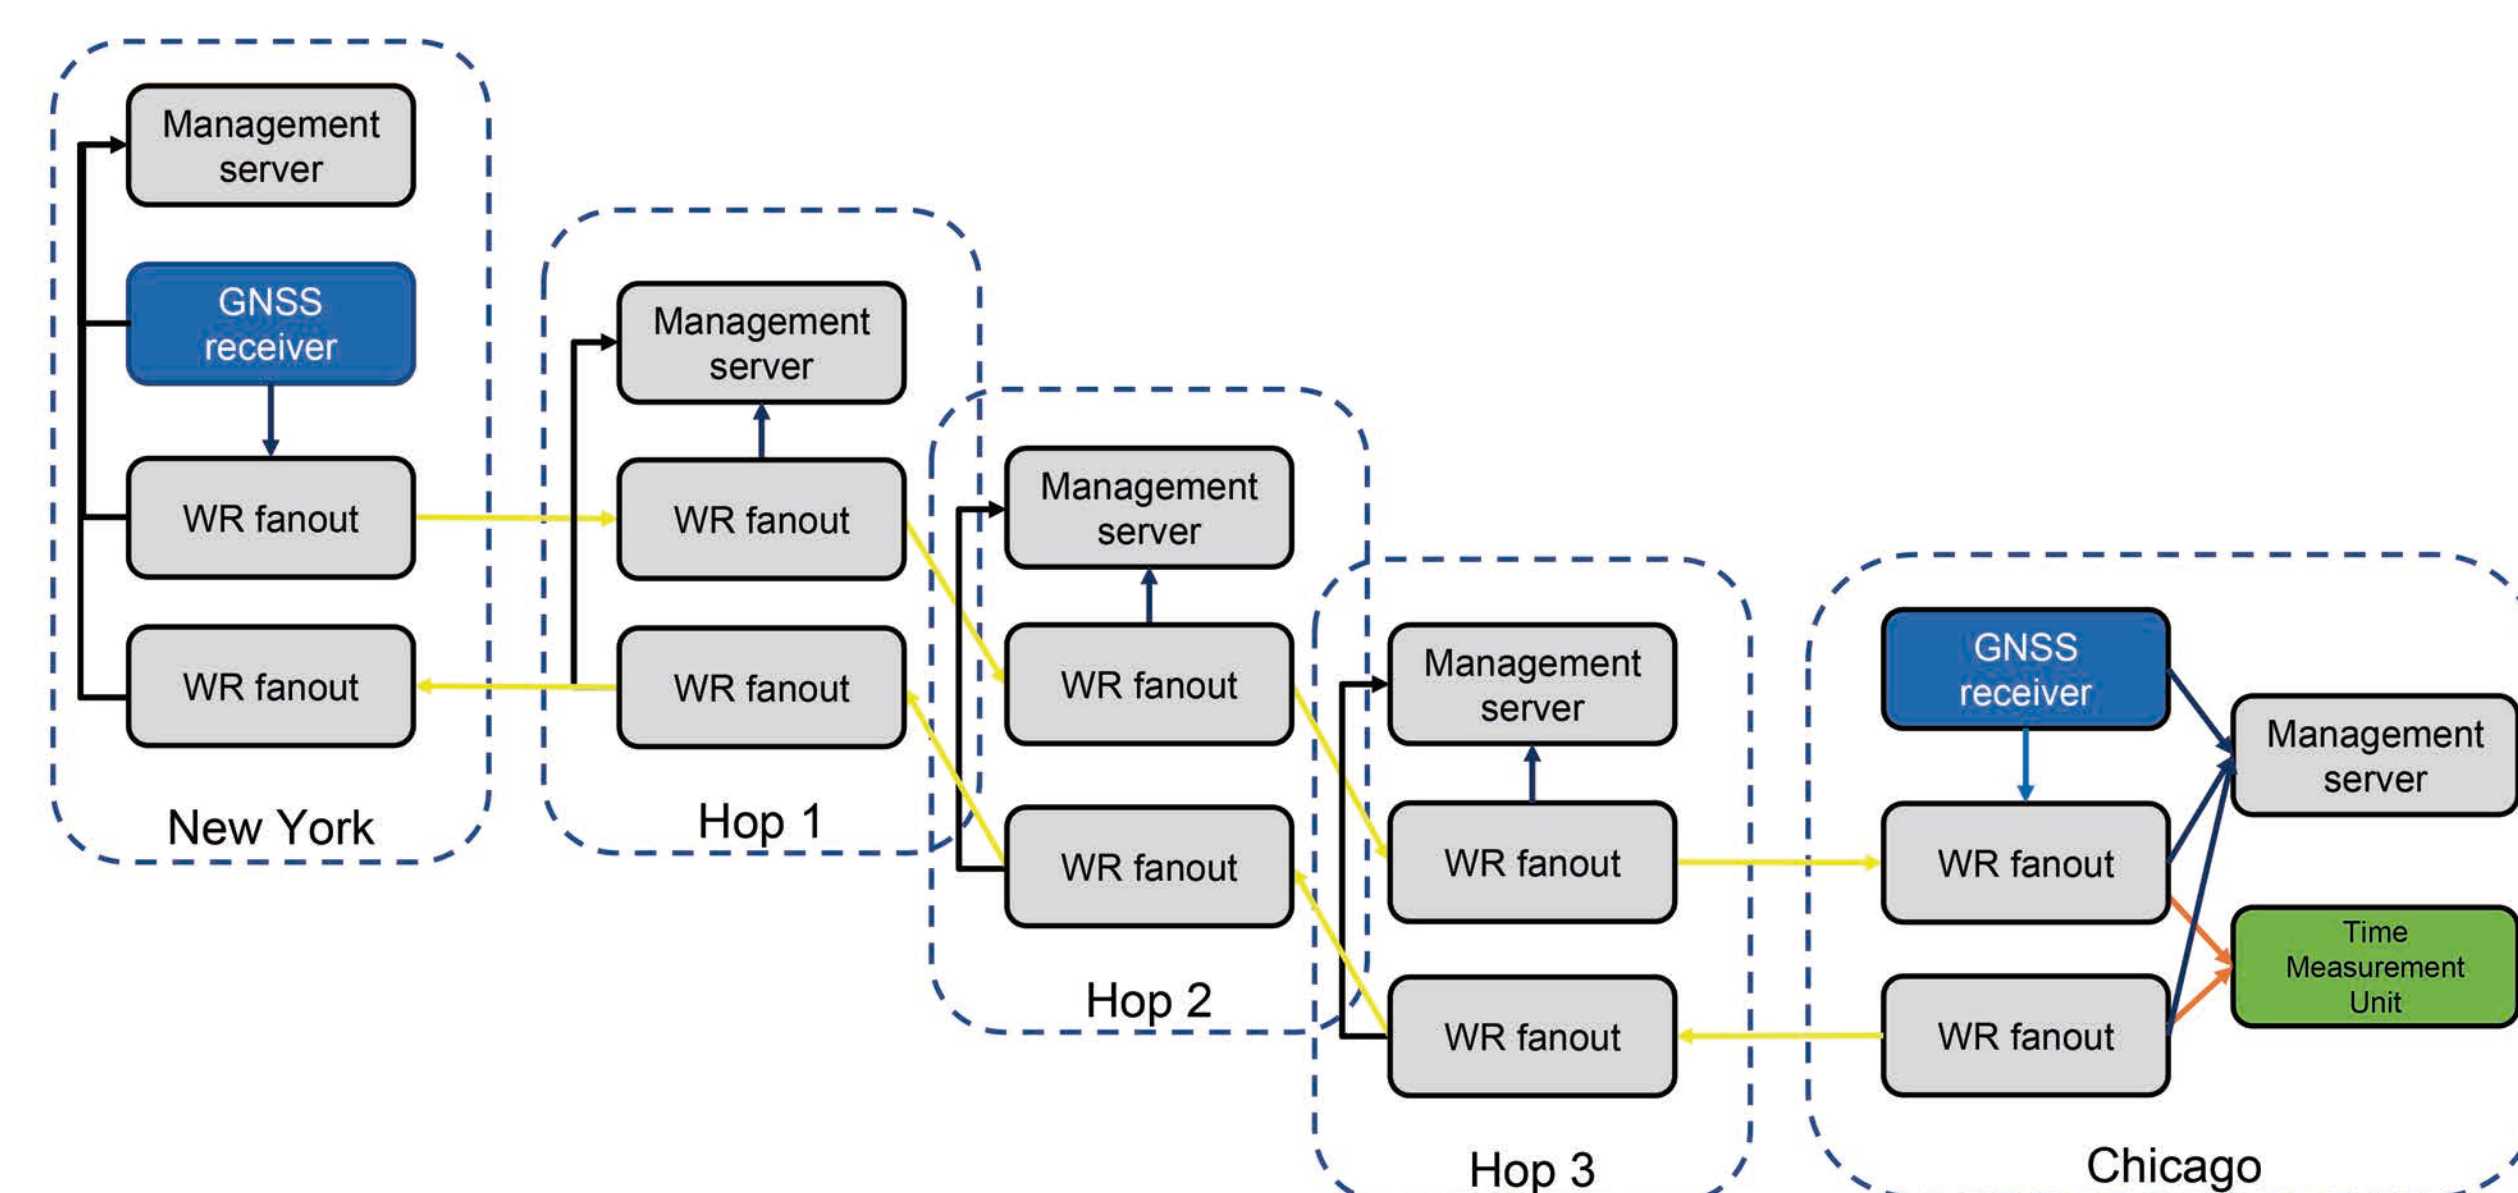 Management
server
GNSS
receiver
WR fanout
WR fanout
New York
Management
server
WR fanout
WR fanout
Hop 1
Management
server
WR fanout
WR fanout
Hop 2
Management
server
WR fanout
WR fanout
Hop 3
GNSS
receiver
Management
server
WR fanout
Time
Measurement
Unit
WR fanout
Chicago